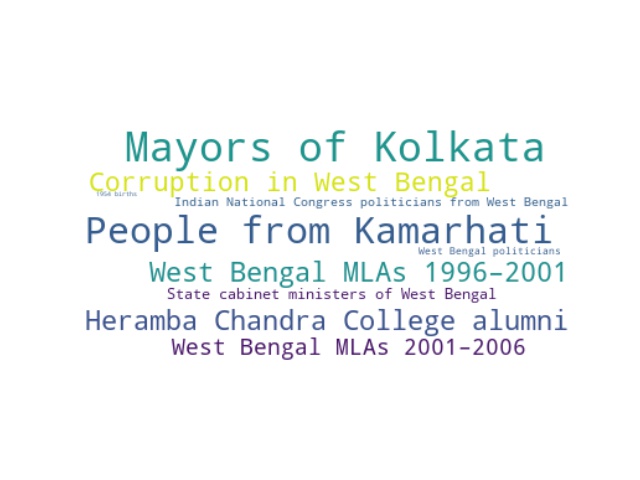 Mayors of Kolkata
Corruption in West Bengal
1964 births
Indian National Congress politicians from West Bengal
People from Kamarhati
West Bengal politicians
West Bengal MLAs 1996–2001
State cabinet ministers of West Bengal
Heramba Chandra College alumni
West Bengal MLAs 2001–2006